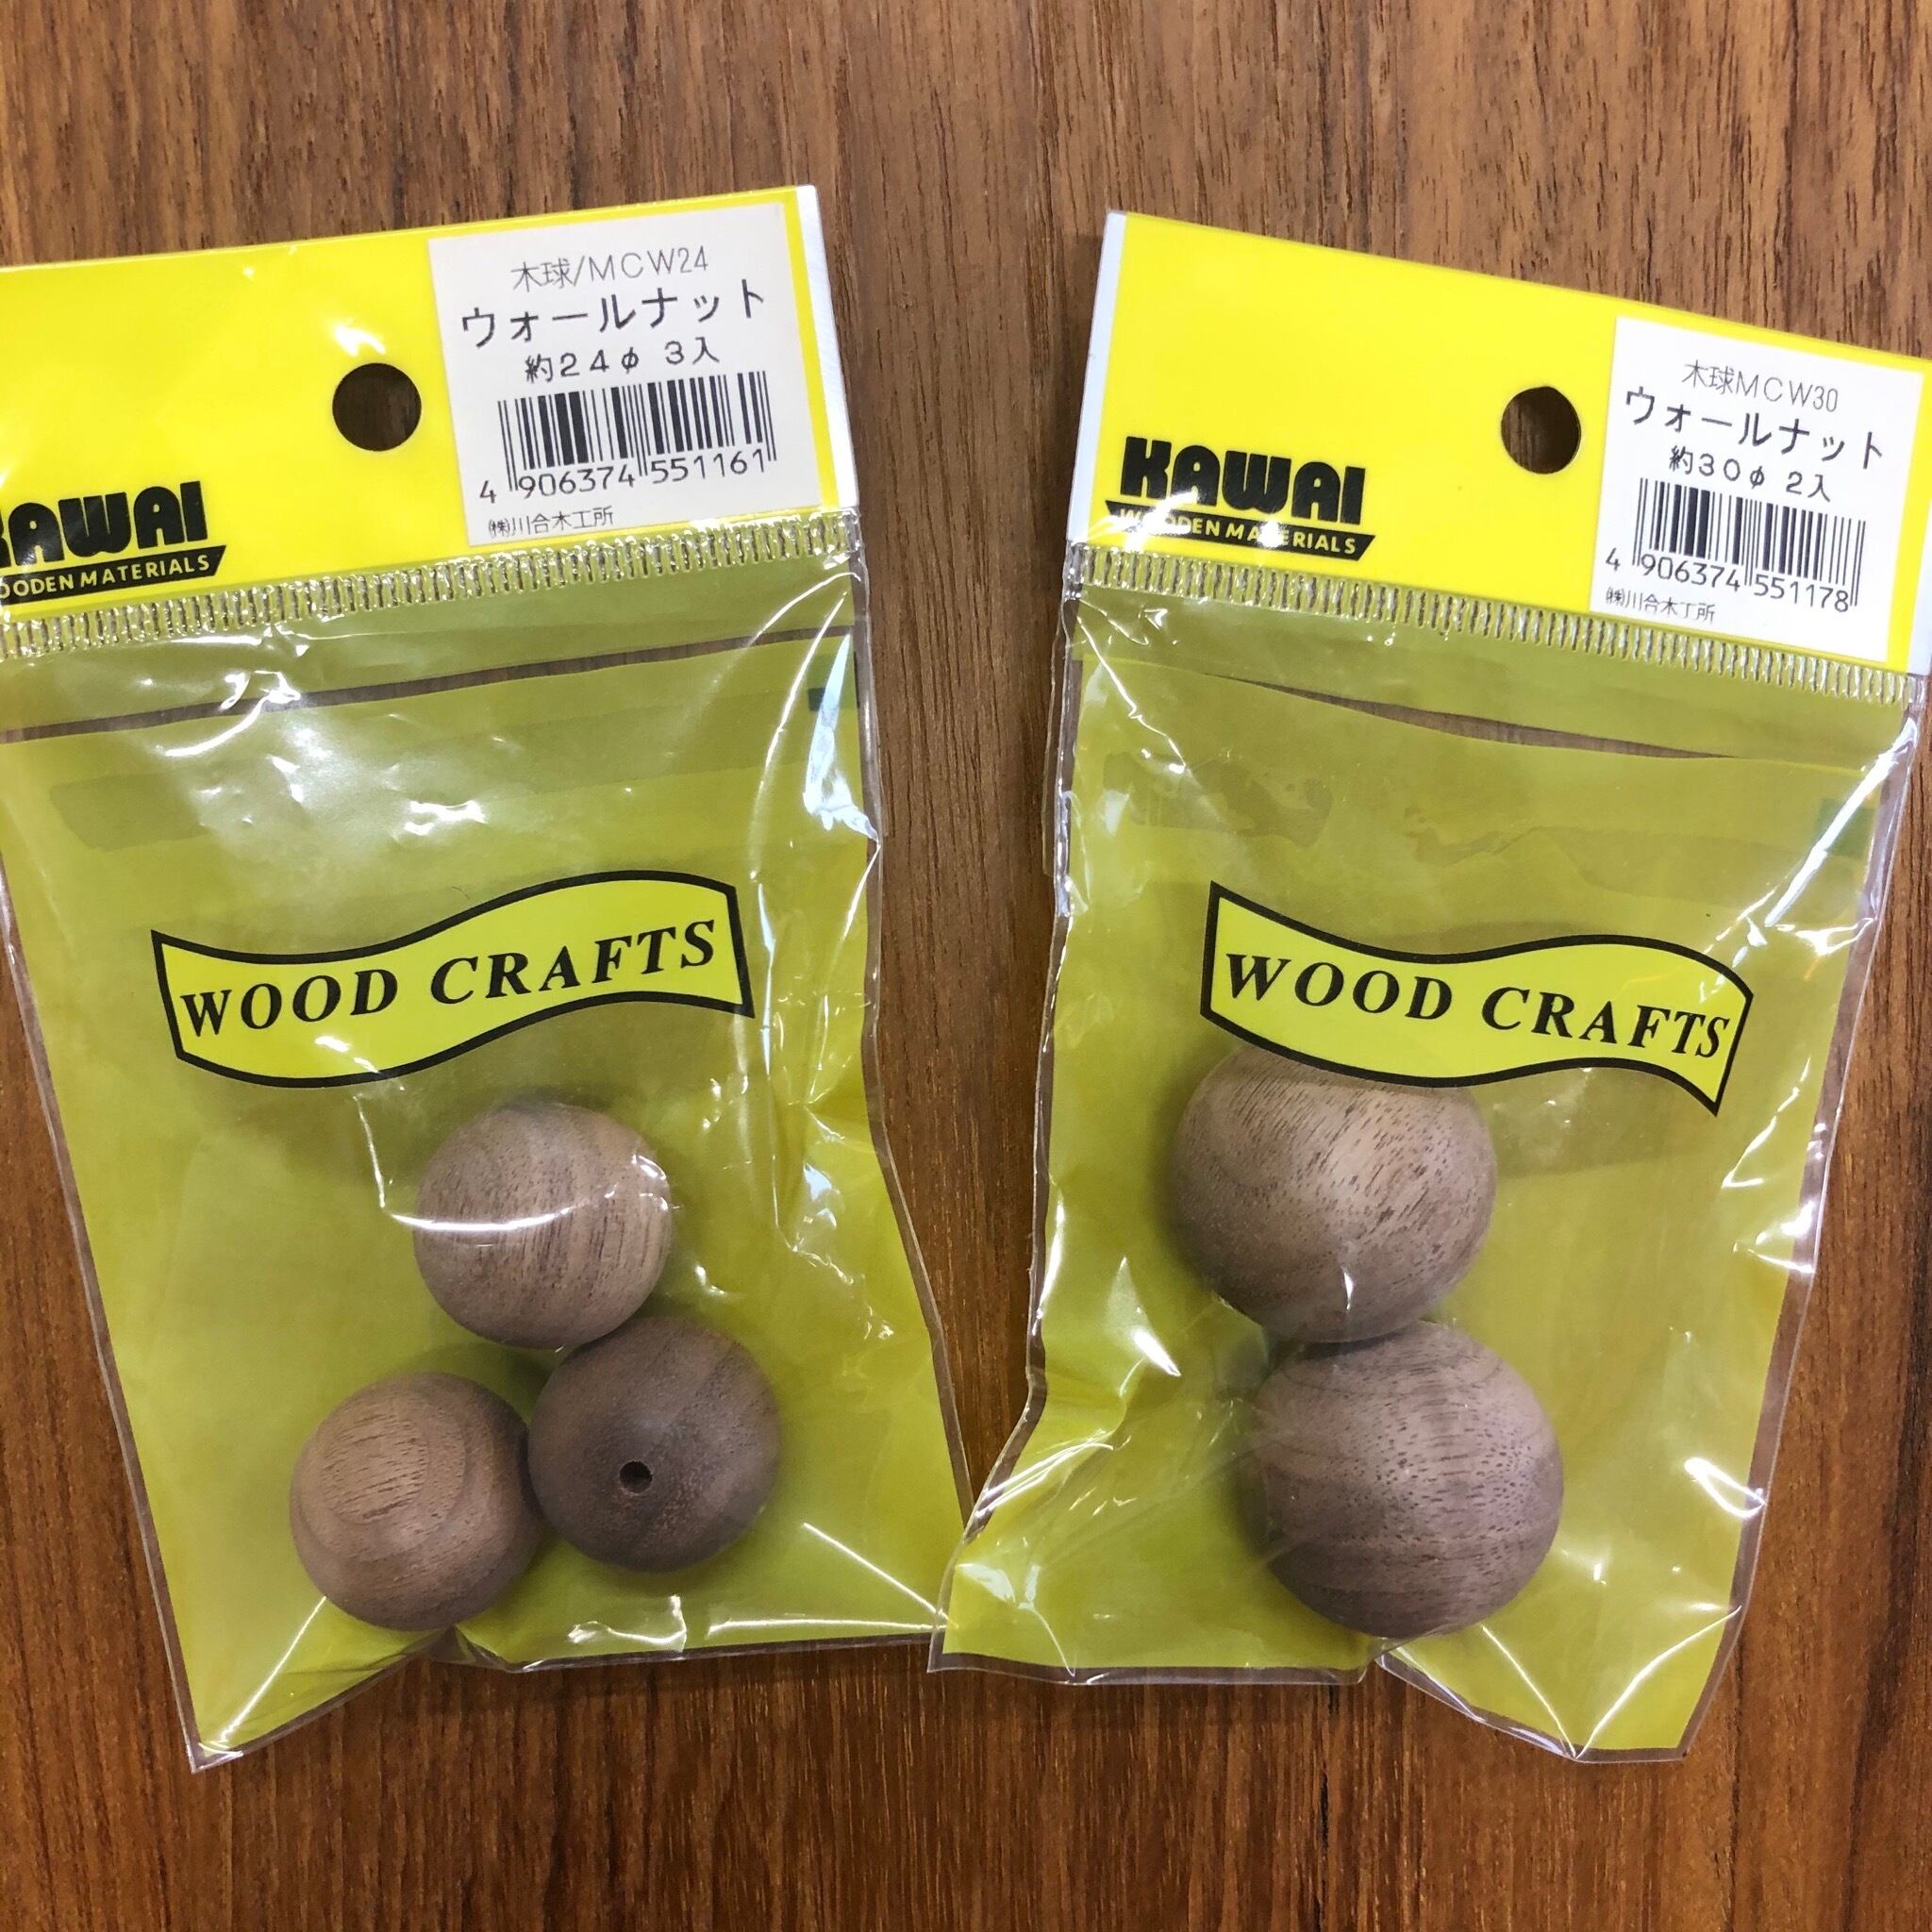 木球/MCW24
ウォールナット
約24φ 3入
4 906374 551161
㈱川合木工所
KAWAI
WOODEN MATERIALS
WOOD CRAFTS
木球MCW30
ウォールナット
約30φ 2入
4 906374 551178
㈱川合木工所
KAWAI
WOODEN MATERIALS
WOOD CRAFTS